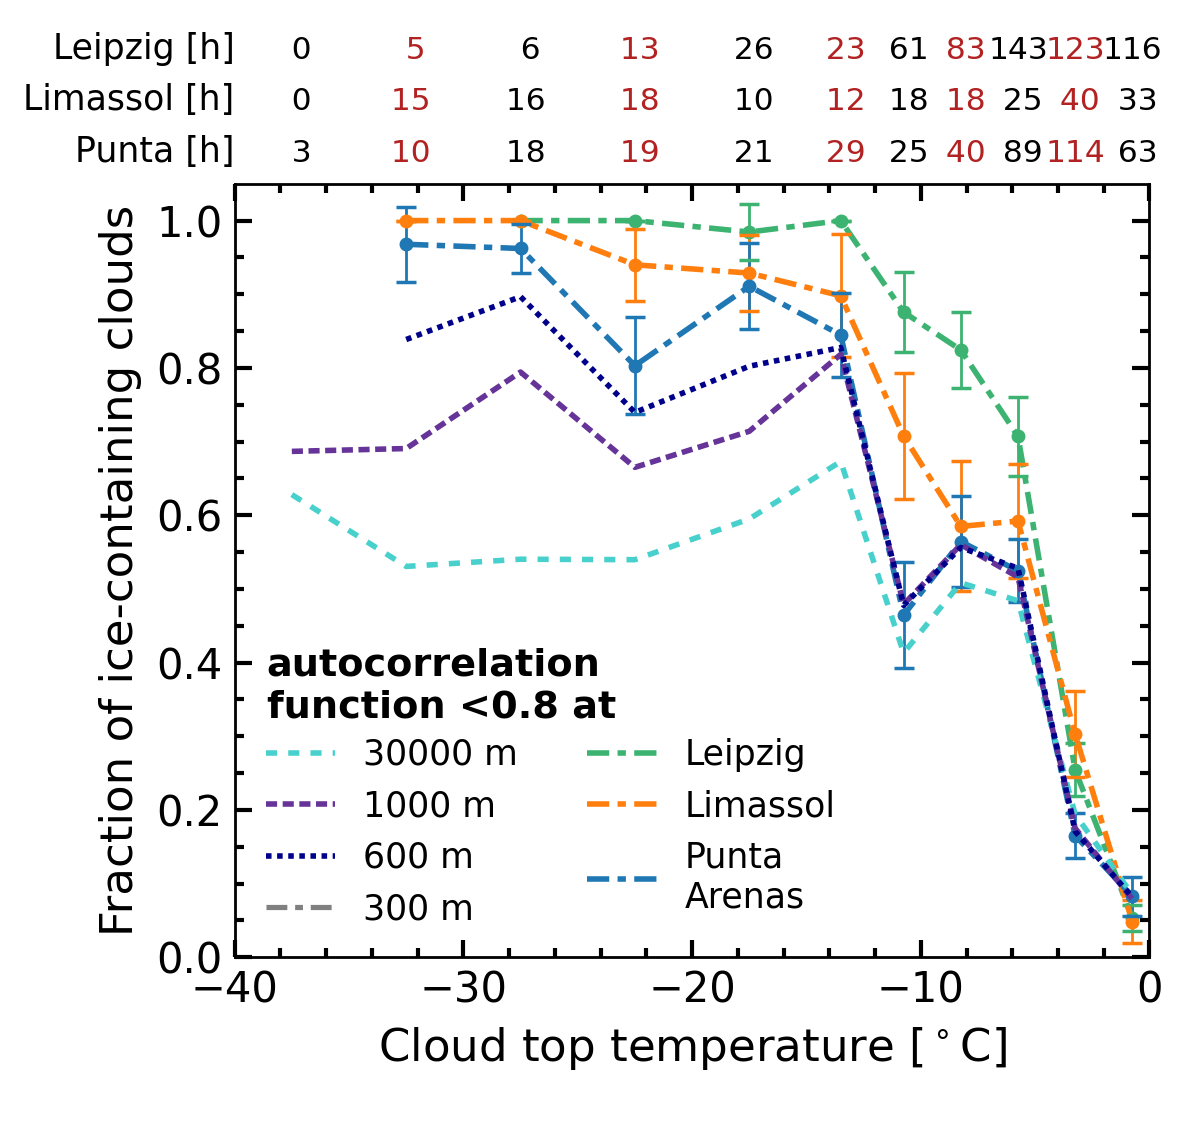 Leipzig [h] 0 5 6 13 26 23 61 83 143 123 116
Limassol [h] 0 15 16 18 10 12 18 18 25 40 33
Punta [h] 3 10 18 19 21 29 25 40 89 114 63
Fraction of ice-containing clouds
1.0
0.8
0.6
0.4
0.2
0.0
autocorrelation
function <0.8 at
30000 m
1000 m
600 m
300 m
Leipzig
Limassol
Punta
Arenas
−40 −30 −20 −10 0
Cloud top temperature [°C]